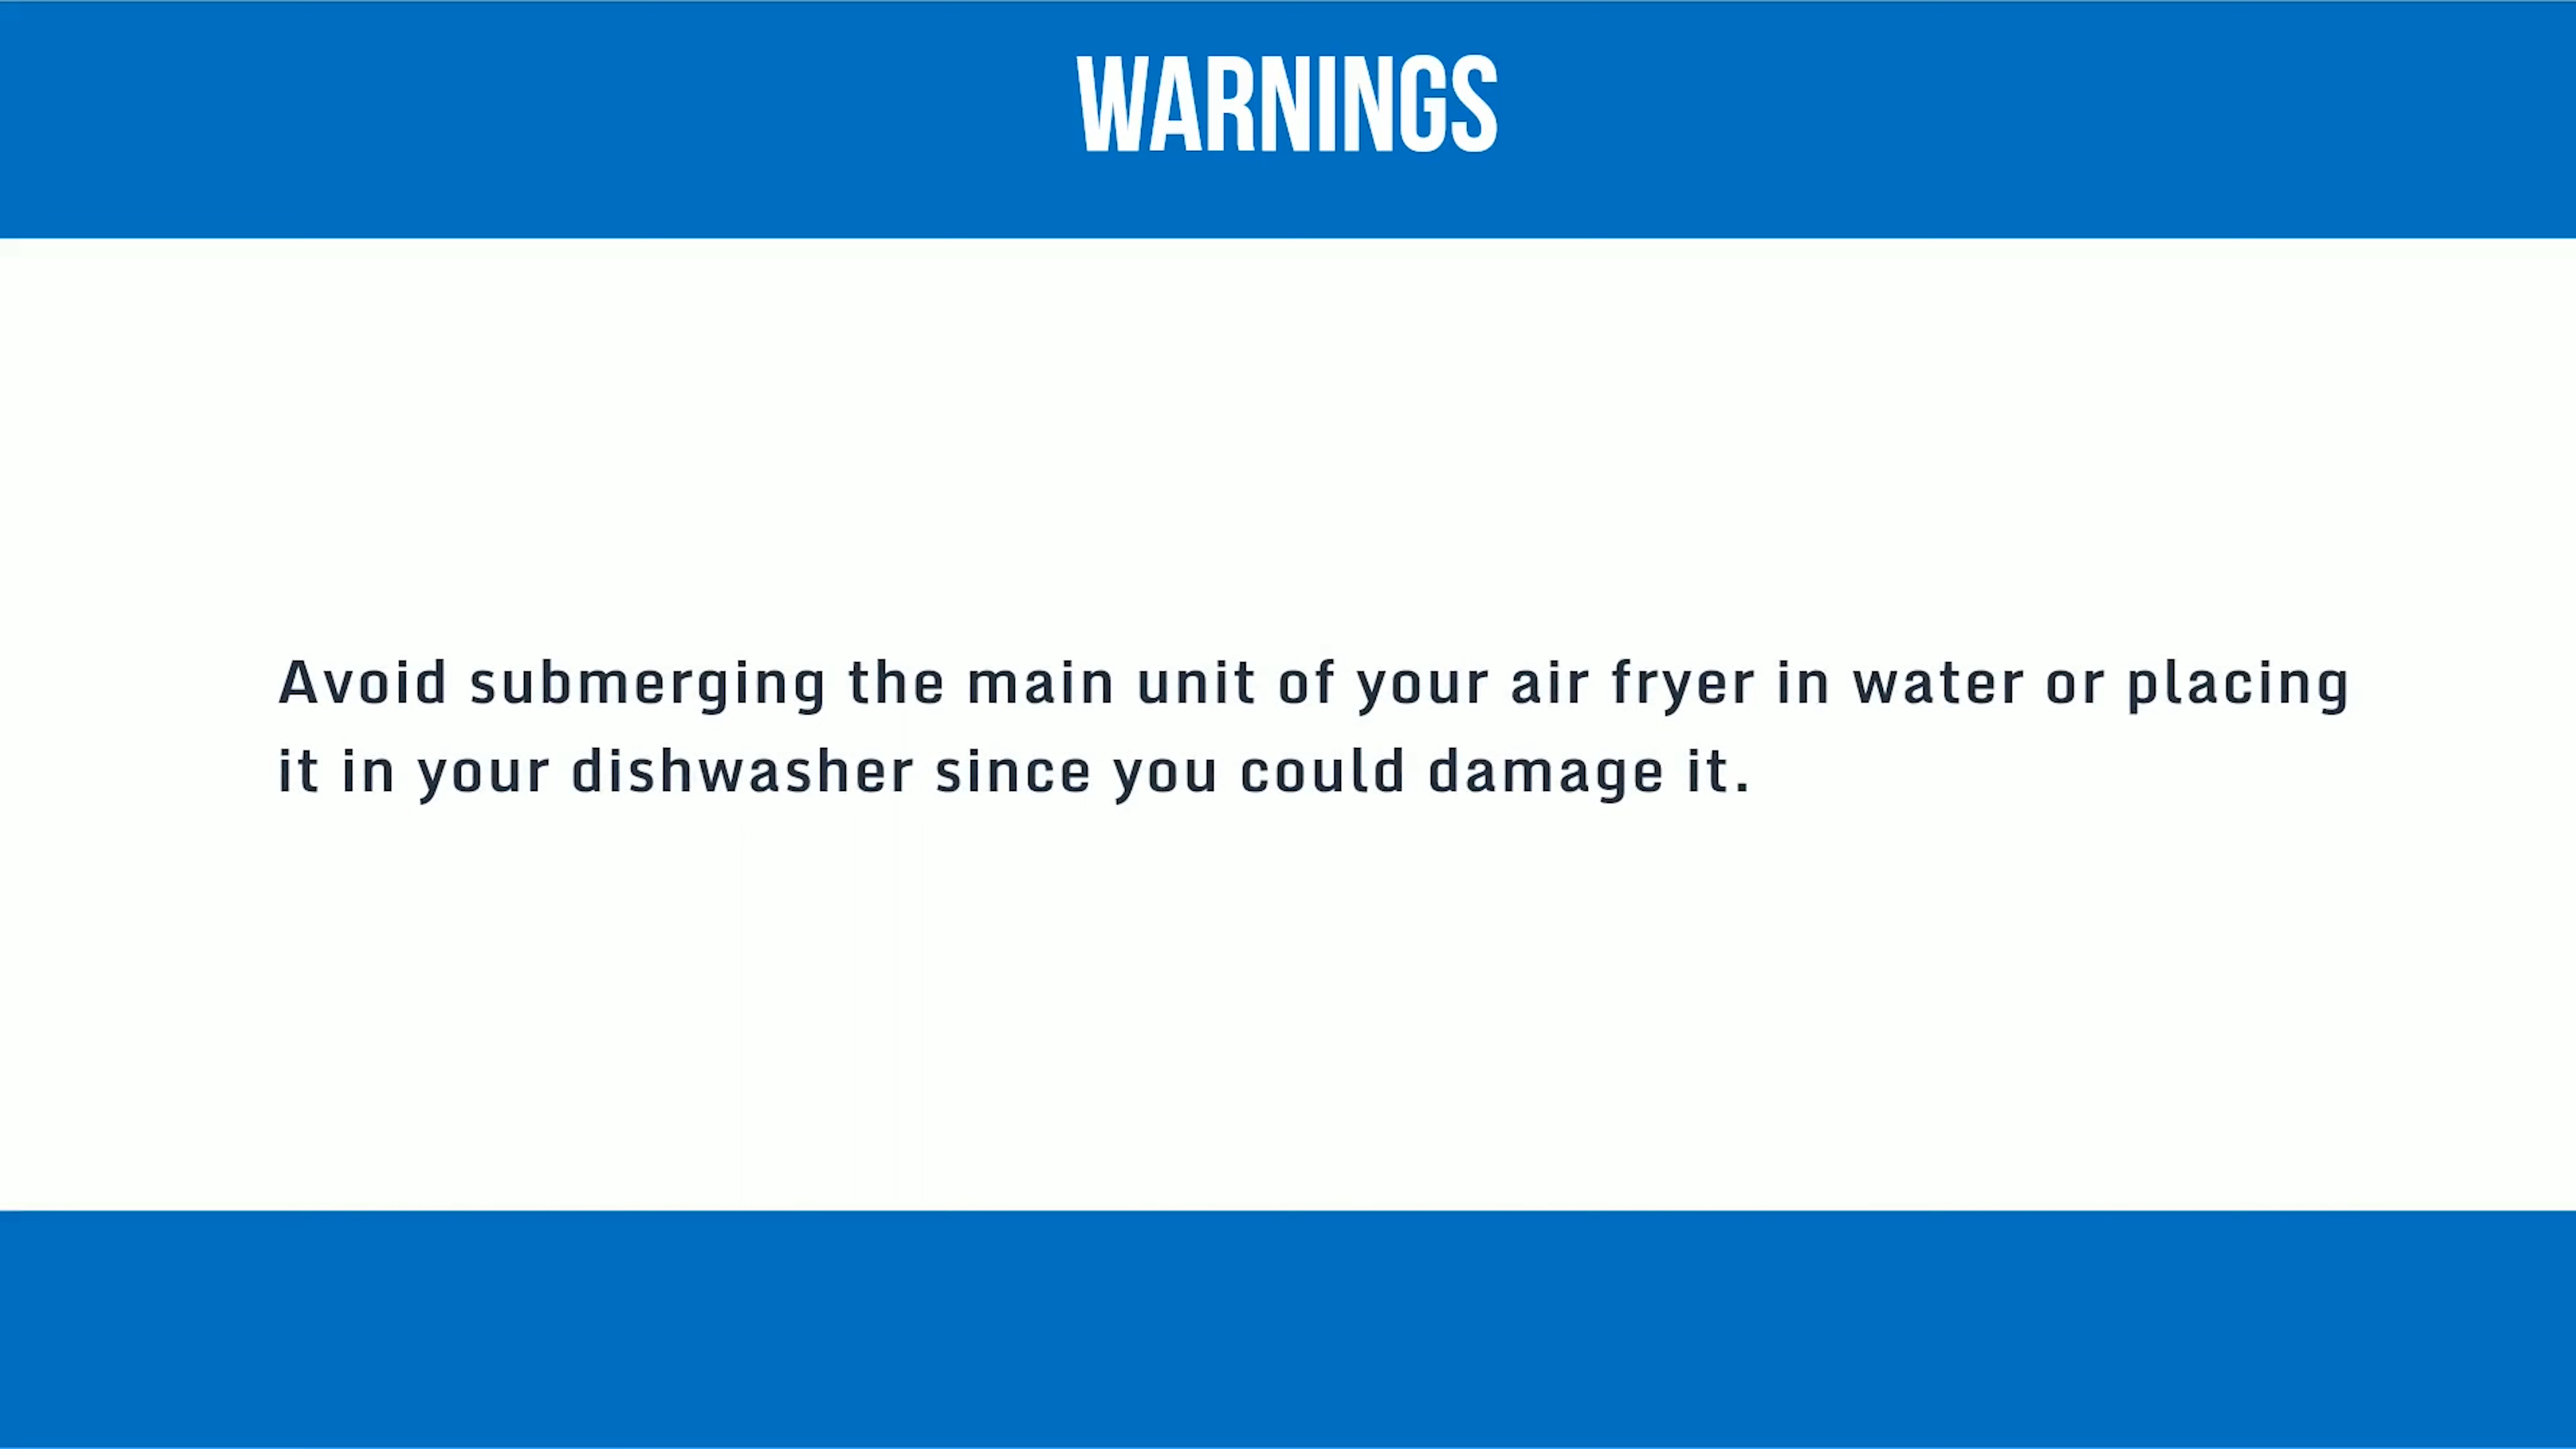 WARNINGS
Avoid submerging the main unit of your air fryer in water or placing
it in your dishwasher since you could damage it.